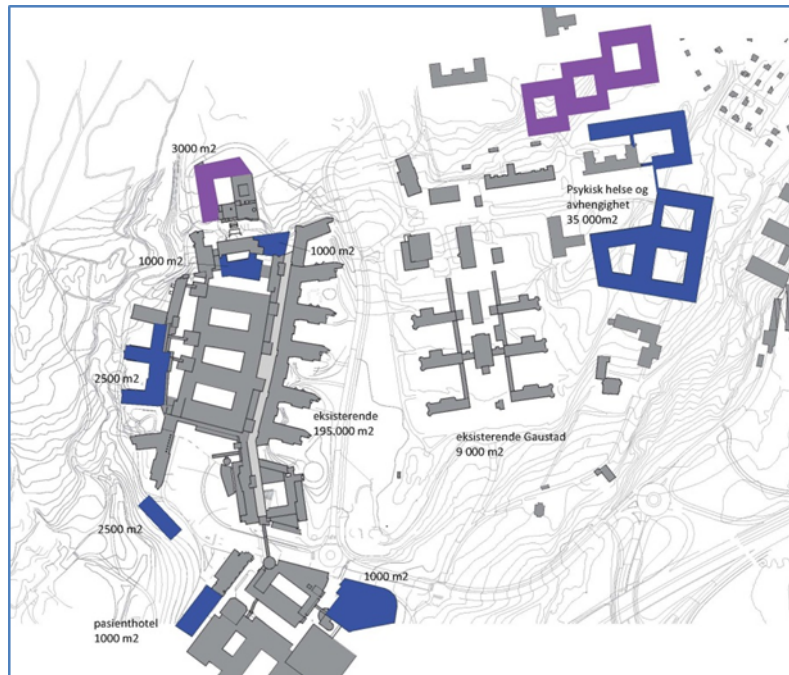 3000 m2
Psykisk helse og
avhengighet
35 000m2
1000 m2
1000 m2
2500 m2
eksisterende
195.000 m2
eksisterende Gaustad
9 000 m2
2500 m2
1000 m2
pasienthotel
1000 m2